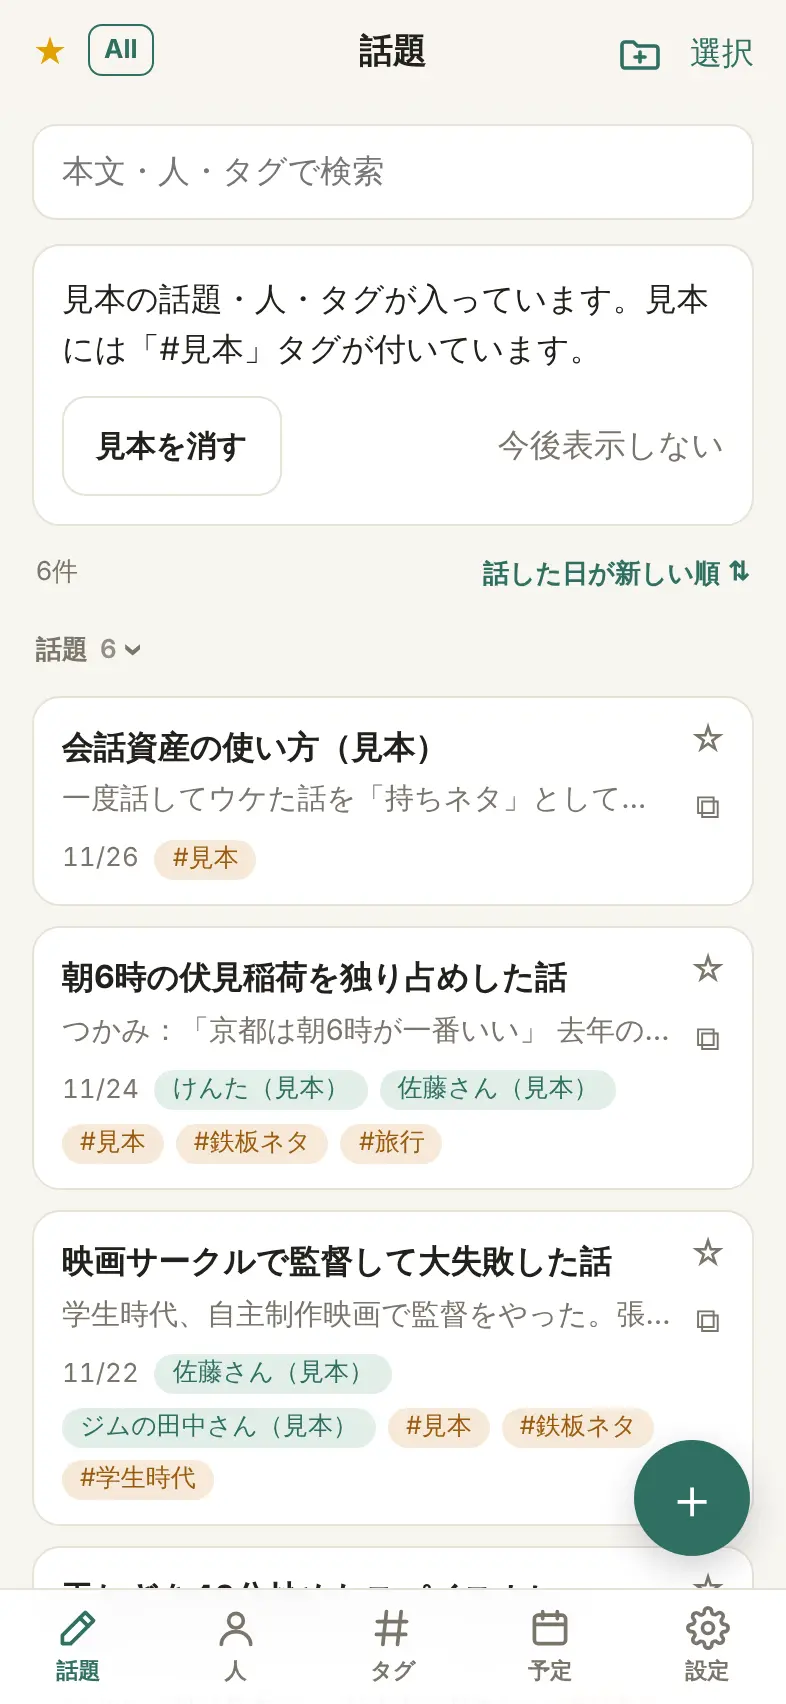 ★ All 話題 選択
本文・人・タグで検索
見本の話題・人・タグが入っています。見本
には「#見本」タグが付いています。
見本を消す 今後表示しない
6件 話した日が新しい順 ⇅
話題 6
会話資産の使い方（見本）
一度話してウケた話を「持ちネタ」として...
11/26 #見本
朝6時の伏見稲荷を独り占めした話
つかみ：「京都は朝6時が一番いい」 去年の...
11/24 けんた（見本） 佐藤さん（見本）
#見本 #鉄板ネタ #旅行
映画サークルで監督して大失敗した話
学生時代、自主制作映画で監督をやった。張...
11/22 佐藤さん（見本）
ジムの田中さん（見本） #見本 #鉄板ネタ
#学生時代
+
話題 人 タグ 予定 設定